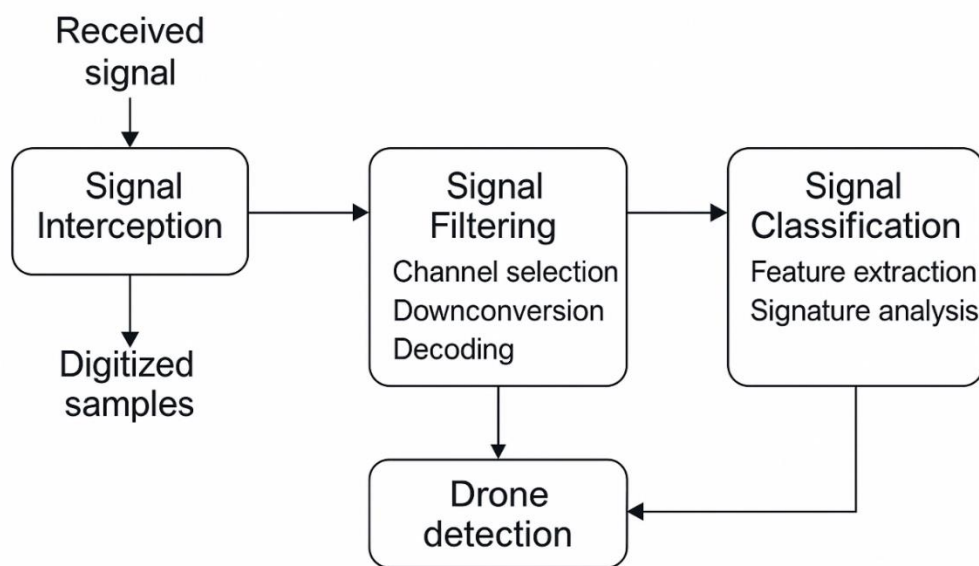 Received
signal
Signal
Interception
Digitized
samples
Signal
Filtering
Channel selection
Downconversion
Decoding
Signal
Classification
Feature extraction
Signature analysis
Drone
detection